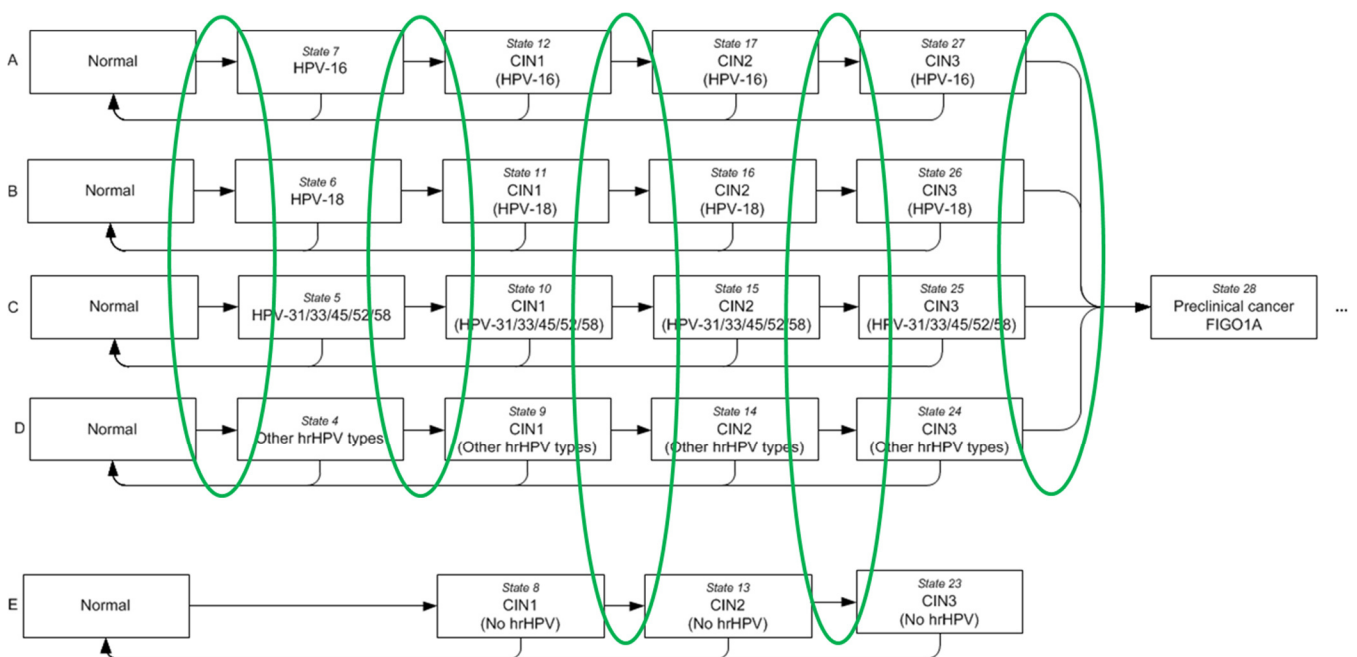 A
Normal
State 7
HPV-16
State 12
CIN1
(HPV-16)
State 17
CIN2
(HPV-16)
State 27
CIN3
(HPV-16)
B
Normal
State 6
HPV-18
State 11
CIN1
(HPV-18)
State 16
CIN2
(HPV-18)
State 26
CIN3
(HPV-18)
C
Normal
State 5
HPV-31/33/45/52/58
State 10
CIN1
(HPV-31/33/45/52/58)
State 15
CIN2
(HPV-31/33/45/52/58)
State 25
CIN3
(HPV-31/33/45/52/58)
State 28
Preclinical cancer
FIGO1A
...
D
Normal
State 4
Other hrHPV types
State 9
CIN1
(Other hrHPV types)
State 14
CIN2
(Other hrHPV types)
State 24
CIN3
(Other hrHPV types)
E
Normal
State 8
CIN1
(No hrHPV)
State 13
CIN2
(No hrHPV)
State 23
CIN3
(No hrHPV)